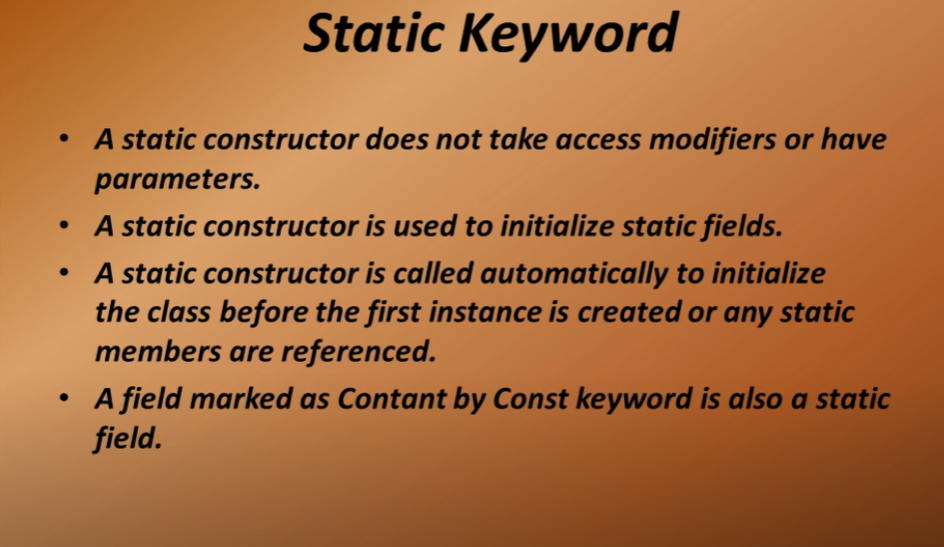 Static Keyword
• A static constructor does not take access modifiers or have
parameters.
• A static constructor is used to initialize static fields.
• A static constructor is called automatically to initialize
the class before the first instance is created or any static
members are referenced.
• A field marked as Contant by Const keyword is also a static
field.